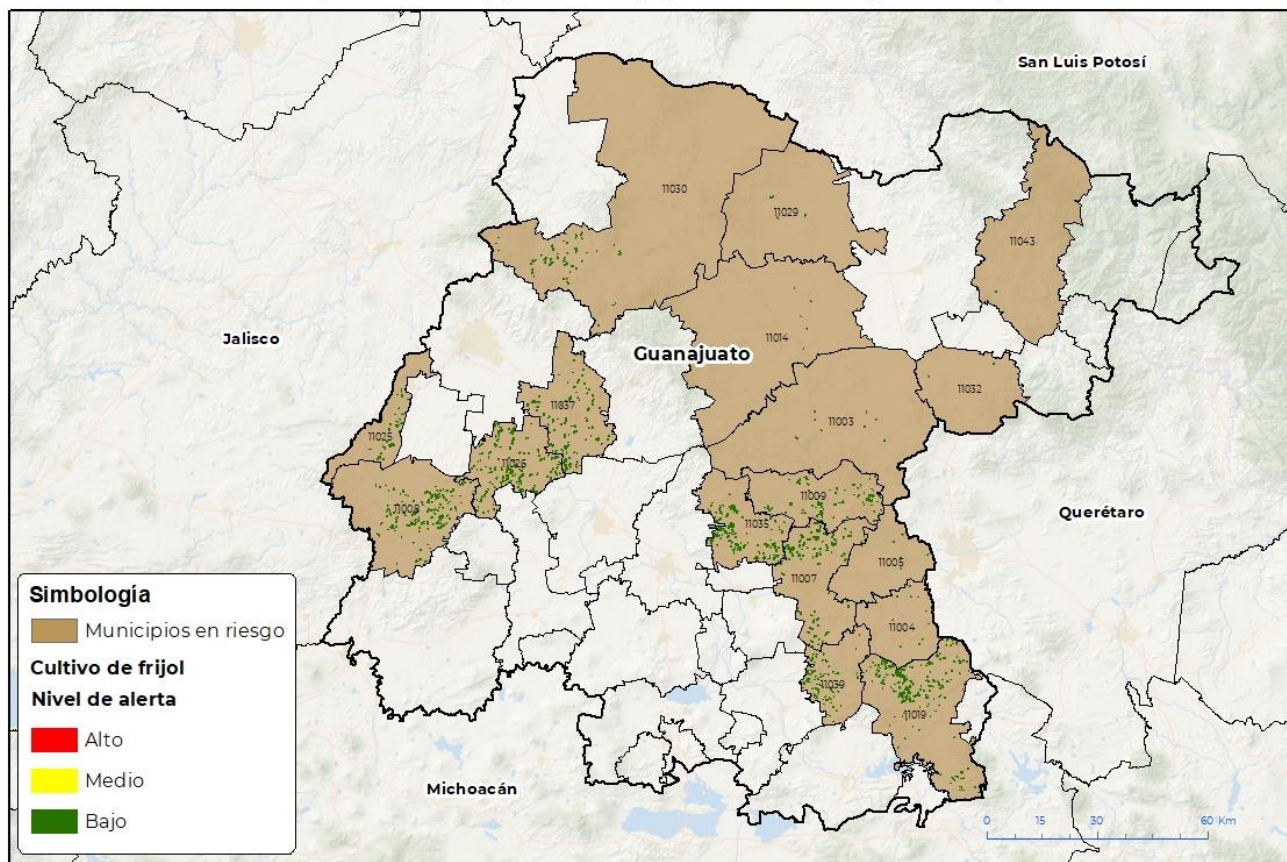 San Luis Potosí
11030
11029
11043
Jalisco
11014
Guanajuato
11032
11037
11003
11025
11026
11008
11009
11035
Querétaro
11005
11007
11004
11039
11019
Michoacán
Simbología
Municipios en riesgo
Cultivo de frijol
Nivel de alerta
Alto
Medio
Bajo
0 15 30 60 Km